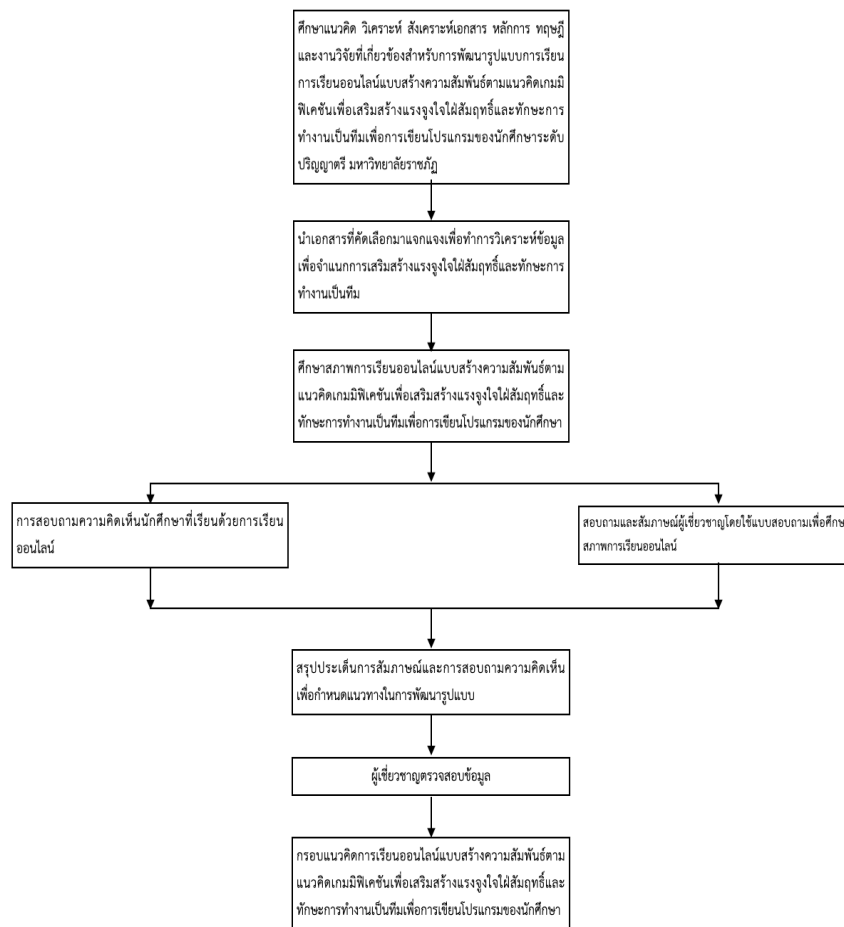 ศึกษาแนวคิด วิเคราะห์ สังเคราะห์เอกสาร หลักการ ทฤษฎี
และงานวิจัยที่เกี่ยวข้องสำหรับการพัฒนารูปแบบการเรียน
การเรียนออนไลน์แบบสร้างความสัมพันธ์ตามแนวคิดเกมมิ
ฟิเคชันเพื่อเสริมสร้างแรงจูงใจใฝ่สัมฤทธิ์และทักษะการ
ทำงานเป็นทีมเพื่อการเขียนโปรแกรมของนักศึกษาระดับ
ปริญญาตรี มหาวิทยาลัยราชภัฏ
นำเอกสารที่คัดเลือกมาแจกแจงเพื่อทำการวิเคราะห์ข้อมูล
เพื่อจำแนกการเสริมสร้างแรงจูงใจใฝ่สัมฤทธิ์และทักษะการ
ทำงานเป็นทีม
ศึกษาสภาพการเรียนออนไลน์แบบสร้างความสัมพันธ์ตาม
แนวคิดเกมมิฟิเคชันเพื่อเสริมสร้างแรงจูงใจใฝ่สัมฤทธิ์และ
ทักษะการทำงานเป็นทีมเพื่อการเขียนโปรแกรมของนักศึกษา
การสอบถามความคิดเห็นนักศึกษาที่เรียนด้วยการเรียน
ออนไลน์
สอบถามและสัมภาษณ์ผู้เชี่ยวชาญโดยใช้แบบสอบถามเพื่อศึกษ
สภาพการเรียนออนไลน์
สรุปประเด็นการสัมภาษณ์และการสอบถามความคิดเห็น
เพื่อกำหนดแนวทางในการพัฒนารูปแบบ
ผู้เชี่ยวชาญตรวจสอบข้อมูล
กรอบแนวคิดการเรียนออนไลน์แบบสร้างความสัมพันธ์ตาม
แนวคิดเกมมิฟิเคชันเพื่อเสริมสร้างแรงจูงใจใฝ่สัมฤทธิ์และ
ทักษะการทำงานเป็นทีมเพื่อการเขียนโปรแกรมของนักศึกษา